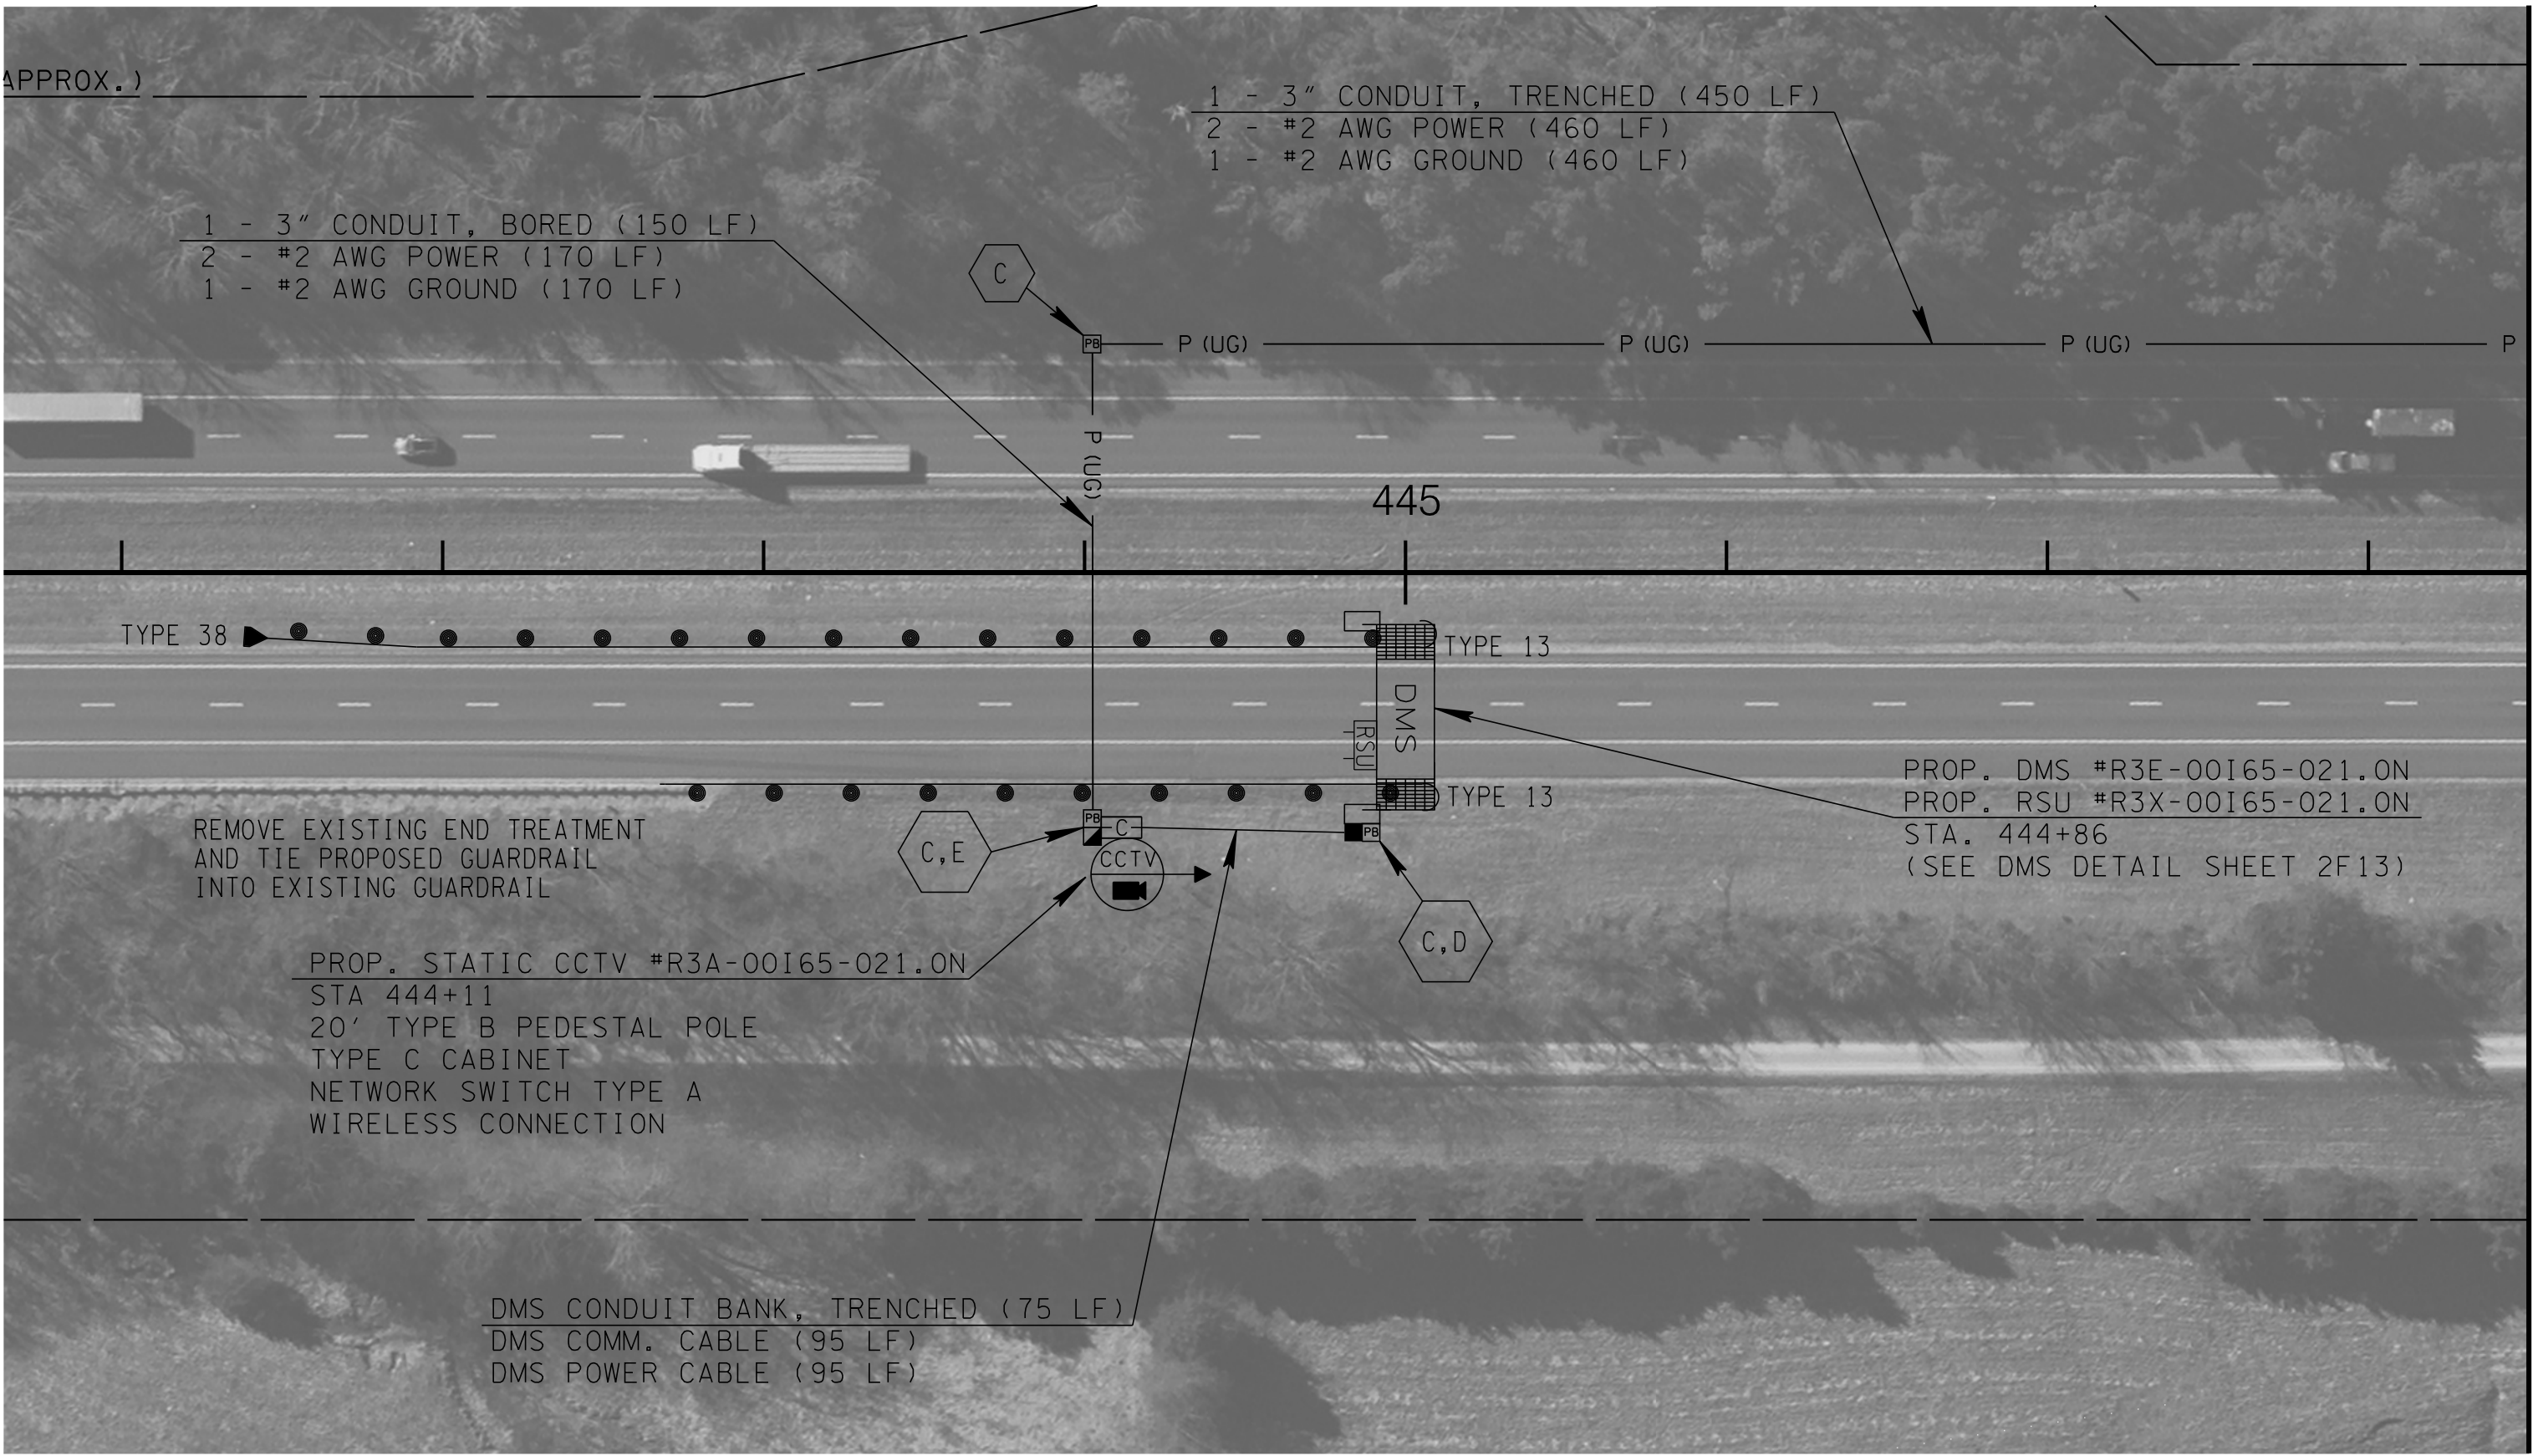 APPROX.)
1 - 3" CONDUIT, TRENCHED (450 LF)
2 - #2 AWG POWER (460 LF)
1 - #2 AWG GROUND (460 LF)
1 - 3" CONDUIT, BORED (150 LF)
2 - #2 AWG POWER (170 LF)
1 - #2 AWG GROUND (170 LF)
C
PB
P (UG)
P (UG)
P (UG)
P
P (UG)
445
TYPE 38
TYPE 13
DMS
RSU
TYPE 13
PROP. DMS #R3E-00I65-021.0N
PROP. RSU #R3X-00I65-021.0N
STA. 444+86
(SEE DMS DETAIL SHEET 2F13)
REMOVE EXISTING END TREATMENT
AND TIE PROPOSED GUARDRAIL
INTO EXISTING GUARDRAIL
C,E
PB
C
PB
CCTV
C,D
PROP. STATIC CCTV #R3A-00I65-021.0N
STA 444+11
20' TYPE B PEDESTAL POLE
TYPE C CABINET
NETWORK SWITCH TYPE A
WIRELESS CONNECTION
DMS CONDUIT BANK, TRENCHED (75 LF)
DMS COMM. CABLE (95 LF)
DMS POWER CABLE (95 LF)